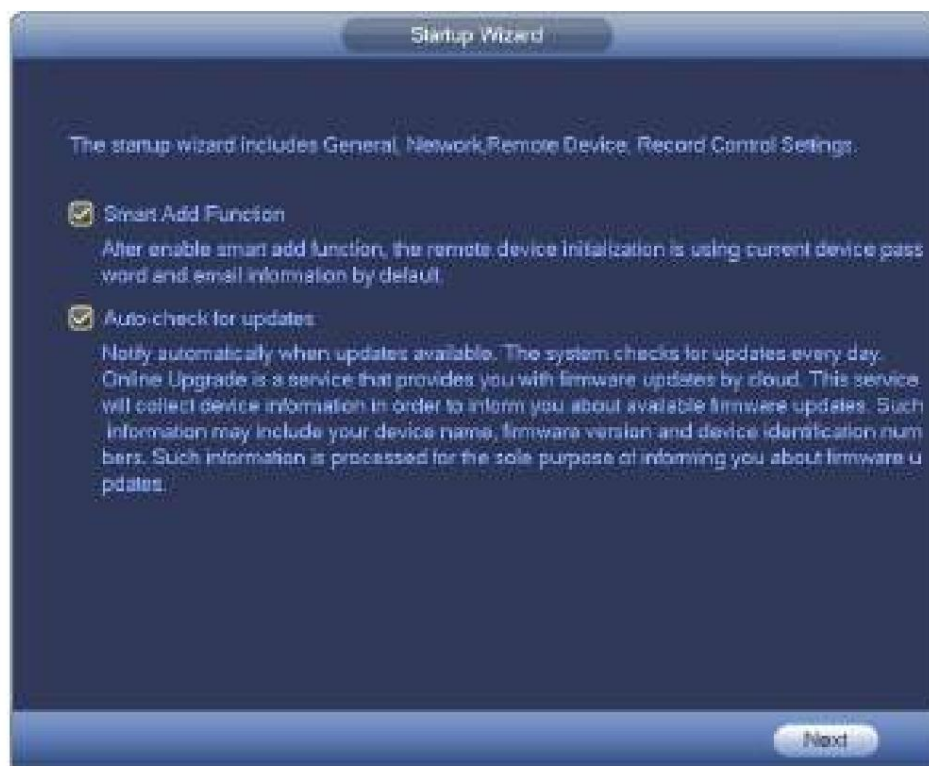 Startup Wizard
The startup wizard includes General, Network,Remote Device, Record Control Settings.
Smart Add Function
After enable smart add function, the remote device initialization is using current device pass
word and email information by default.
Auto-check for updates
Notify automatically when updates available. The system checks for updates every day.
Online Upgrade is a service that provides you with firmware updates by cloud. This service
will collect device information in order to inform you about available firmware updates. Such
information may include your device name, firmware version and device identification num
bers. Such information is processed for the sole purpose of informing you about firmware u
pdates.
Next